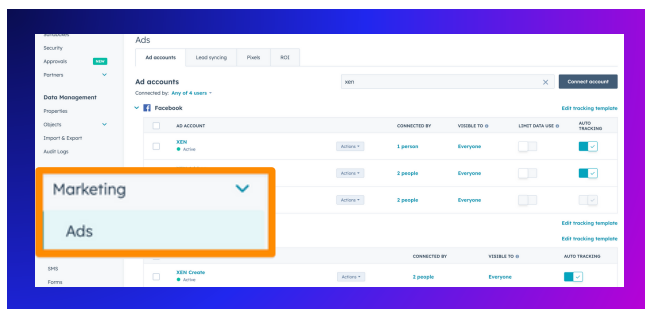 Security
Approvals NEW
Partners
Data Management
Properties
Objects
Import & Export
Audit Logs
Marketing
Ads
SMS
Forms
Ads
Ad accounts Lead syncing Pixels ROI
Ad accounts xen Connect account
Connected by: Any of 4 users
Facebook Edit tracking template
AD ACCOUNT CONNECTED BY VISIBLE TO LIMIT DATA USE AUTO TRACKING
XEN Actions 1 person Everyone
Active
Actions 2 people Everyone
Actions 2 people Everyone
Edit tracking template
Edit tracking template
CONNECTED BY VISIBLE TO AUTO TRACKING
XEN Create Actions 2 people Everyone
Active